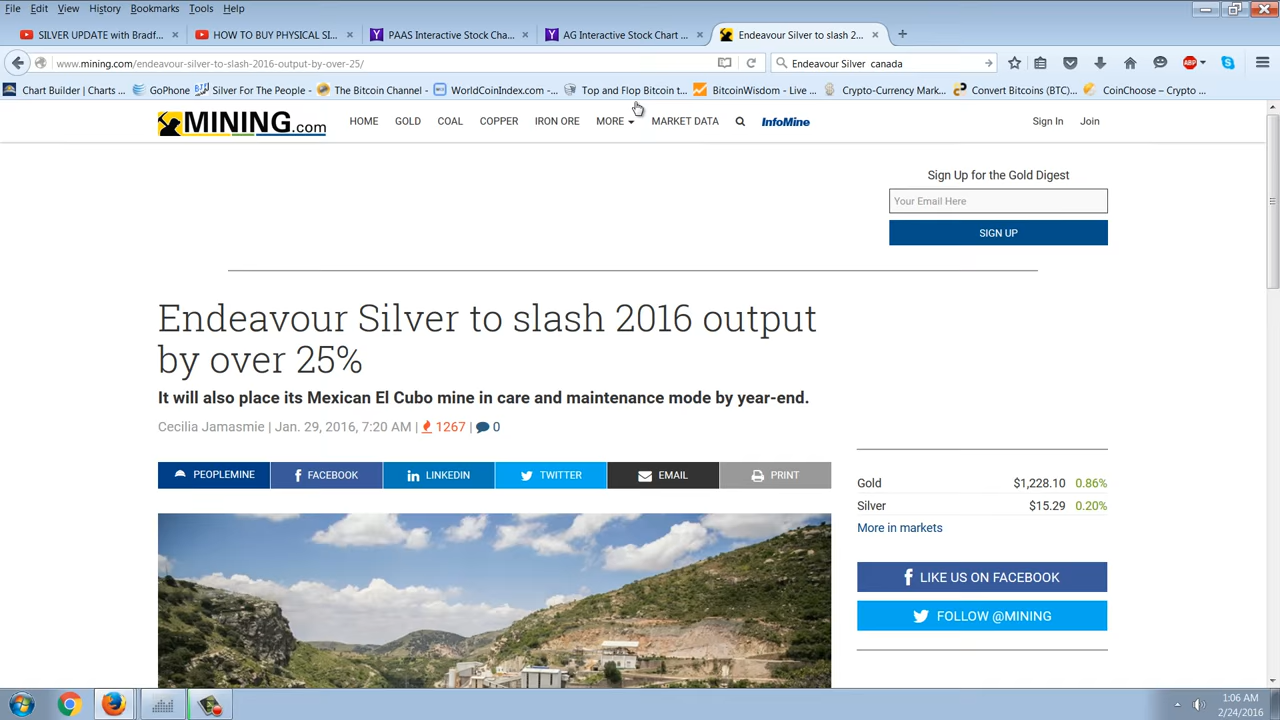 File Edit View History Bookmarks Tools Help
SILVER UPDATE with Bradf... × HOW TO BUY PHYSICAL SI... × PAAS Interactive Stock Cha... × AG Interactive Stock Chart ... × Endeavour Silver to slash 2... × +
www.mining.com/endeavour-silver-to-slash-2016-output-by-over-25/ Endeavour Silver canada
Chart Builder | Charts ... GoPhone Silver For The People - The Bitcoin Channel - WorldCoinIndex.com -... Top and Flop Bitcoin t... BitcoinWisdom - Live ... Crypto-Currency Mark... Convert Bitcoins (BTC)... CoinChoose – Crypto ...
MINING.com HOME GOLD COAL COPPER IRON ORE MORE MARKET DATA InfoMine Sign In Join
Sign Up for the Gold Digest
Your Email Here
SIGN UP
Endeavour Silver to slash 2016 output
by over 25%
It will also place its Mexican El Cubo mine in care and maintenance mode by year-end.
Cecilia Jamasmie | Jan. 29, 2016, 7:20 AM | 1267 | 0
PEOPLEMINE FACEBOOK LINKEDIN TWITTER EMAIL PRINT
Gold $1,228.10 0.86%
Silver $15.29 0.20%
More in markets
LIKE US ON FACEBOOK
FOLLOW @MINING
1:06 AM
2/24/2016